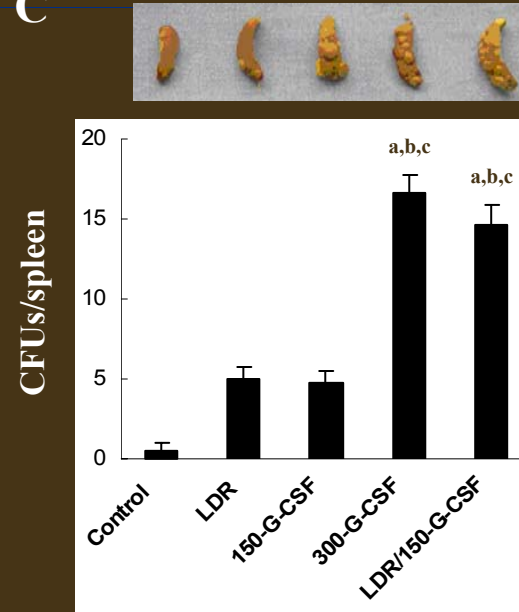 C
CFUs/spleen
20
15
10
5
0
a,b,c
a,b,c
Control
LDR
150-G-CSF
300-G-CSF
LDR/150-G-CSF